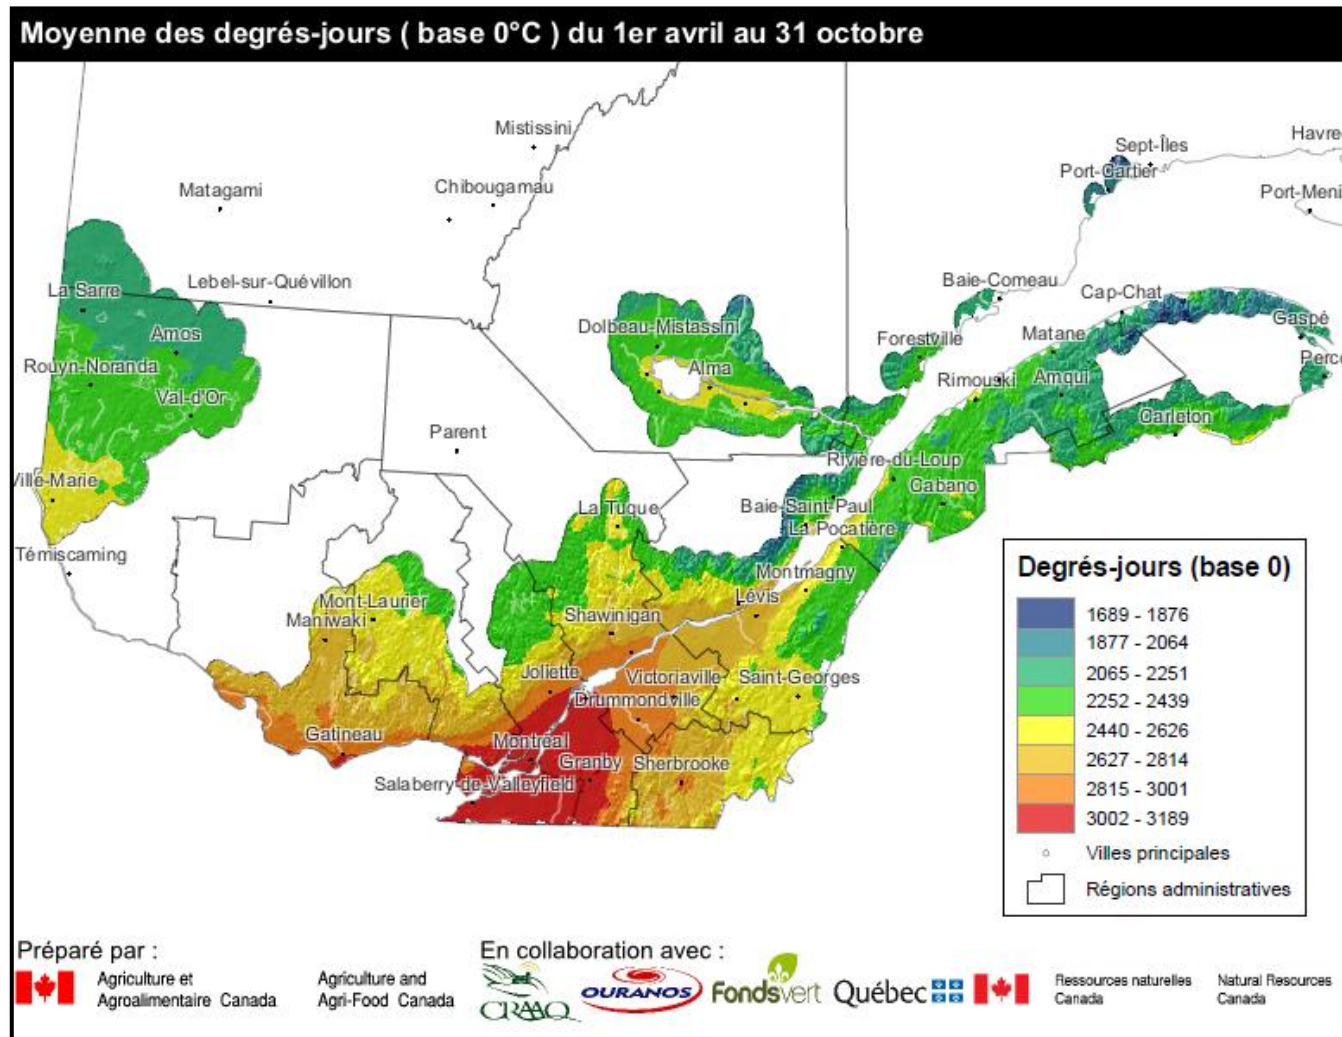 Moyenne des degrés-jours ( base 0°C ) du 1er avril au 31 octobre
Mistissini
Havre
Sept-Îles
Port-Cartier
Matagami
Chibougamau
Port-Meni
Lebel-sur-Quévillon
Baie-Comeau
La Sarre
Cap-Chat
Gaspé
Dolbeau-Mistassini
Amos
Forestville
Matane
Rouyn-Noranda
Alma
Perce
Rimouski
Amqui
Val-d'Or
Carleton
Parent
Rivière-du-Loup
Ville-Marie
Cabano
La Tuque
Baie-Saint-Paul
La Pocatière
Témiscaming
Montmagny
Mont-Laurier
Lévis
Maniwaki
Shawinigan
Joliette
Victoriaville
Saint-Georges
Drummondville
Gatineau
Montréal
Granby
Sherbrooke
Salaberry-de-Valleyfield
Degrés-jours (base 0)
1689 - 1876
1877 - 2064
2065 - 2251
2252 - 2439
2440 - 2626
2627 - 2814
2815 - 3001
3002 - 3189
Villes principales
Régions administratives
Préparé par :
Agriculture et
Agroalimentaire Canada
Agriculture and
Agri-Food Canada
En collaboration avec :
CRAAQ
OURANOS
Fondsvert
Québec
Ressources naturelles
Canada
Natural Resources
Canada